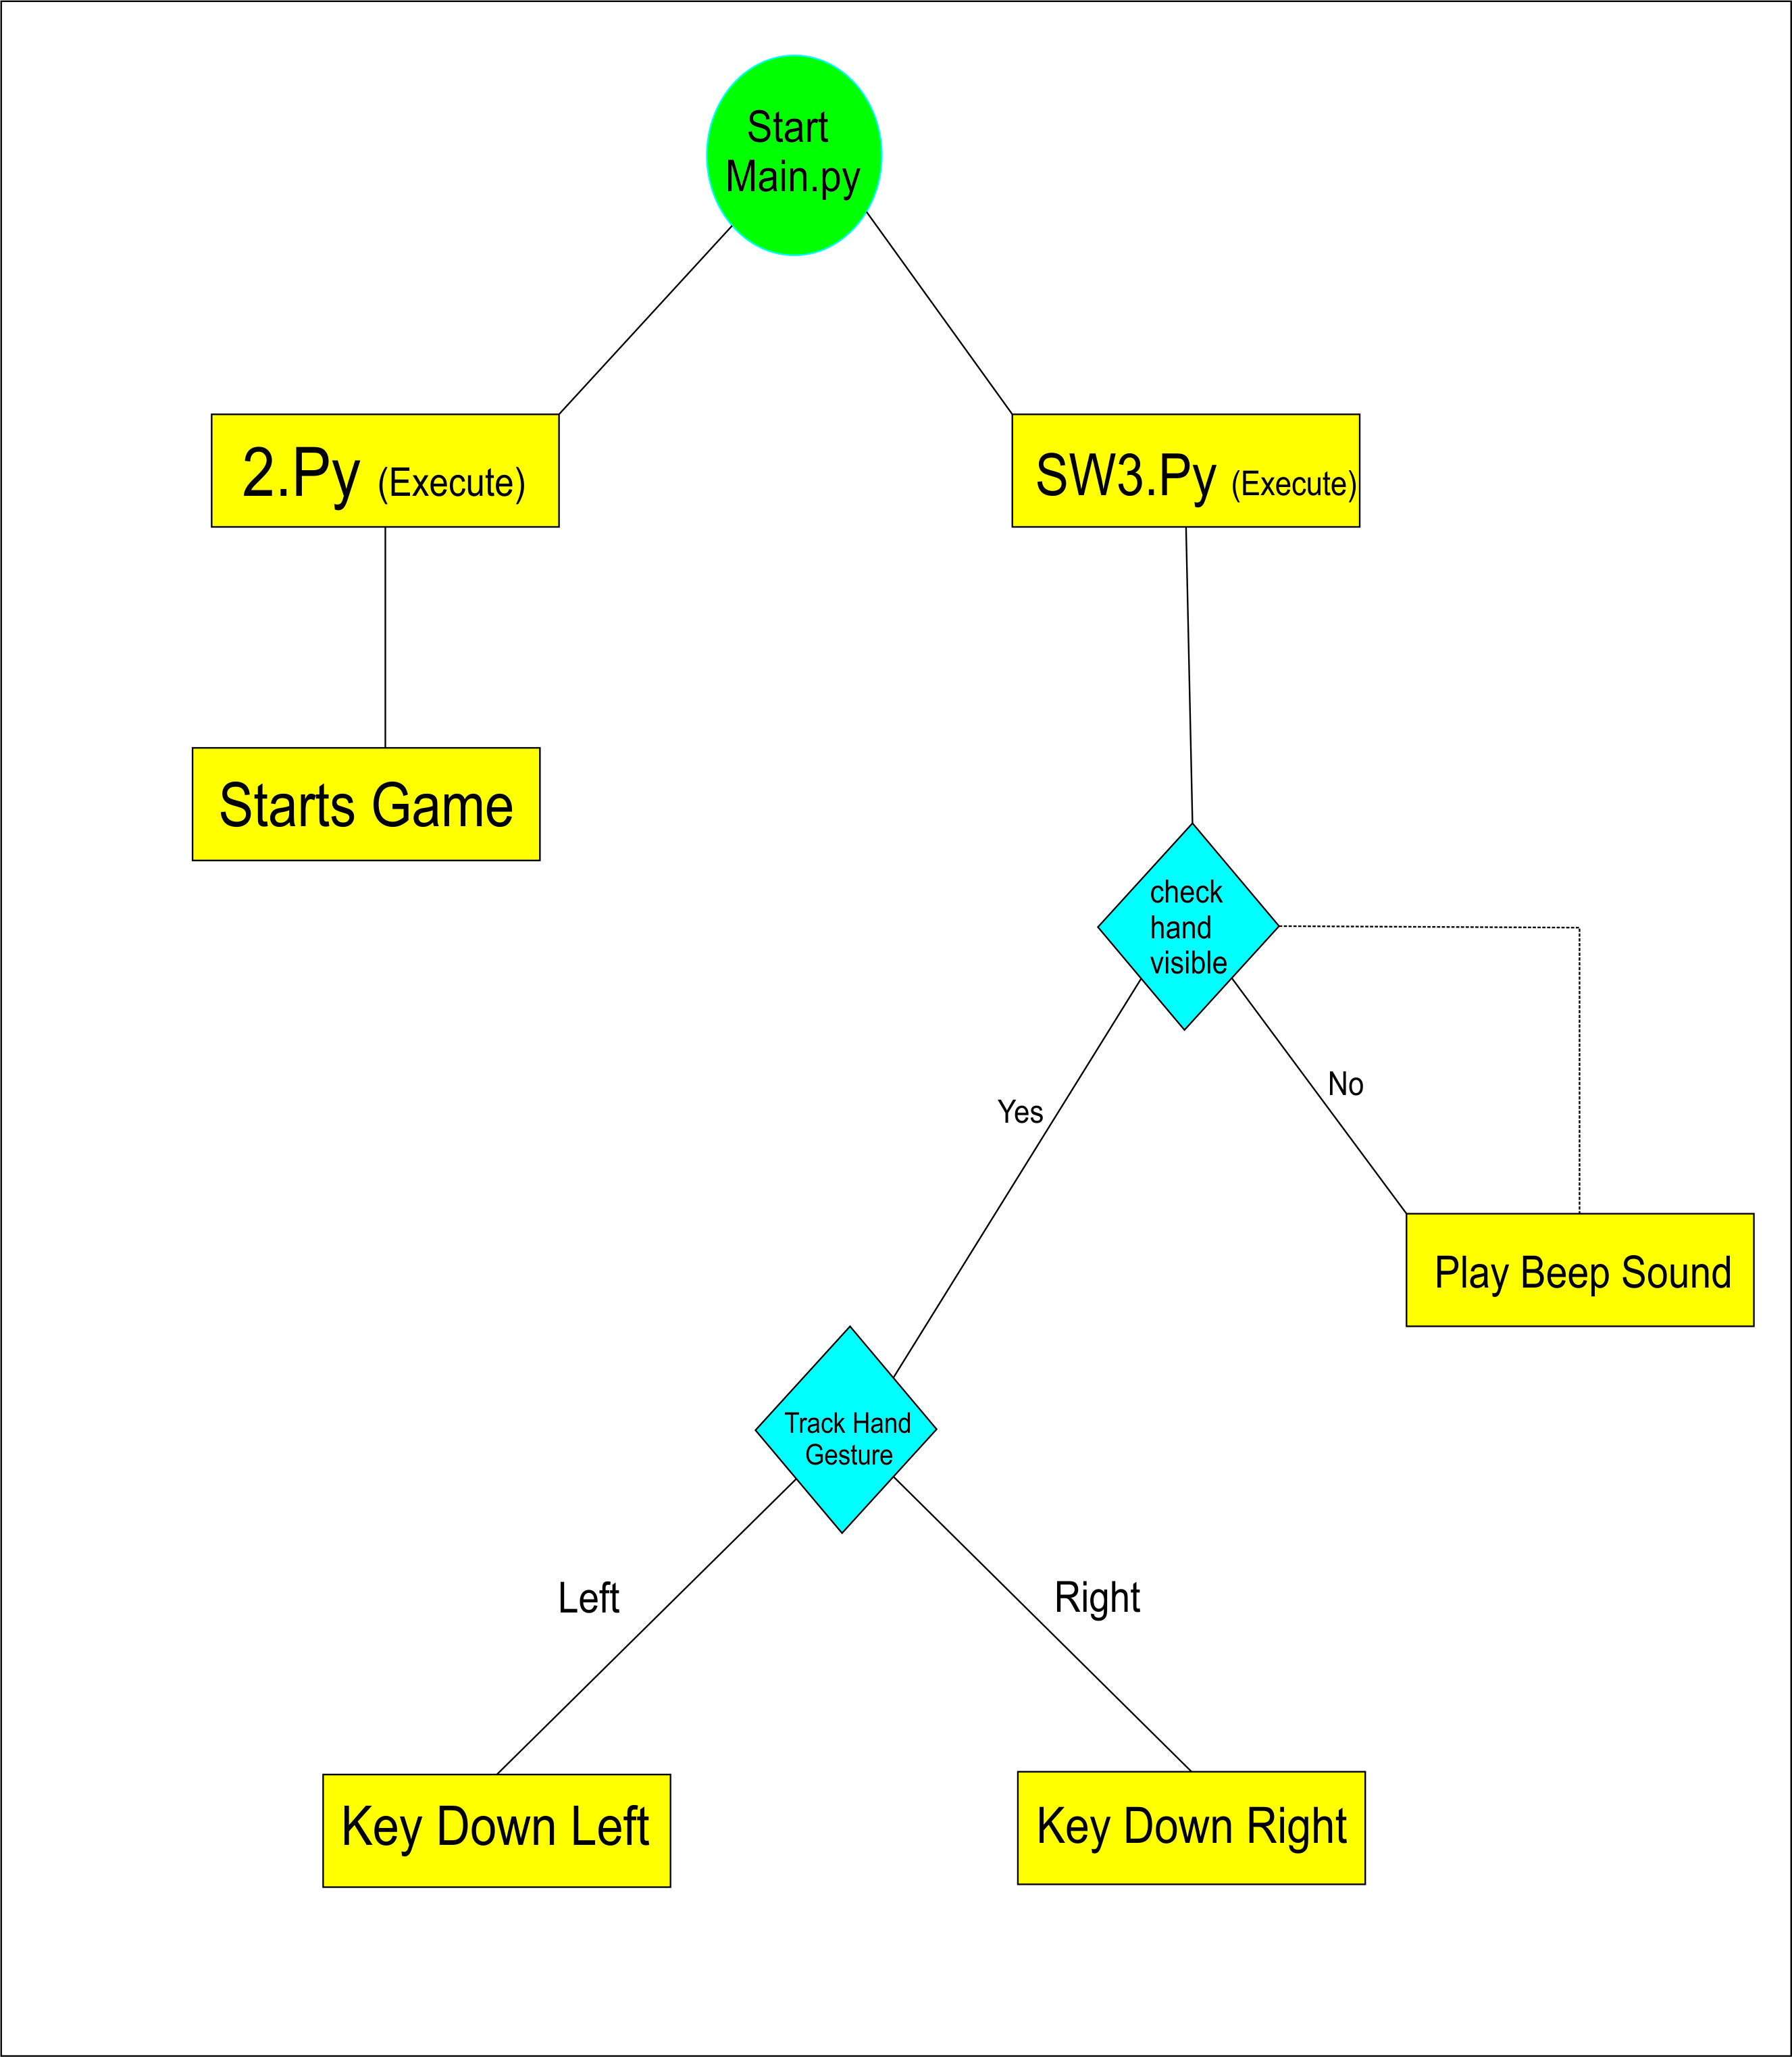 Start
Main.py
2.Py (Execute)
SW3.Py (Execute)
Starts Game
check
hand
visible
Yes
No
Play Beep Sound
Track Hand
Gesture
Left
Right
Key Down Left
Key Down Right